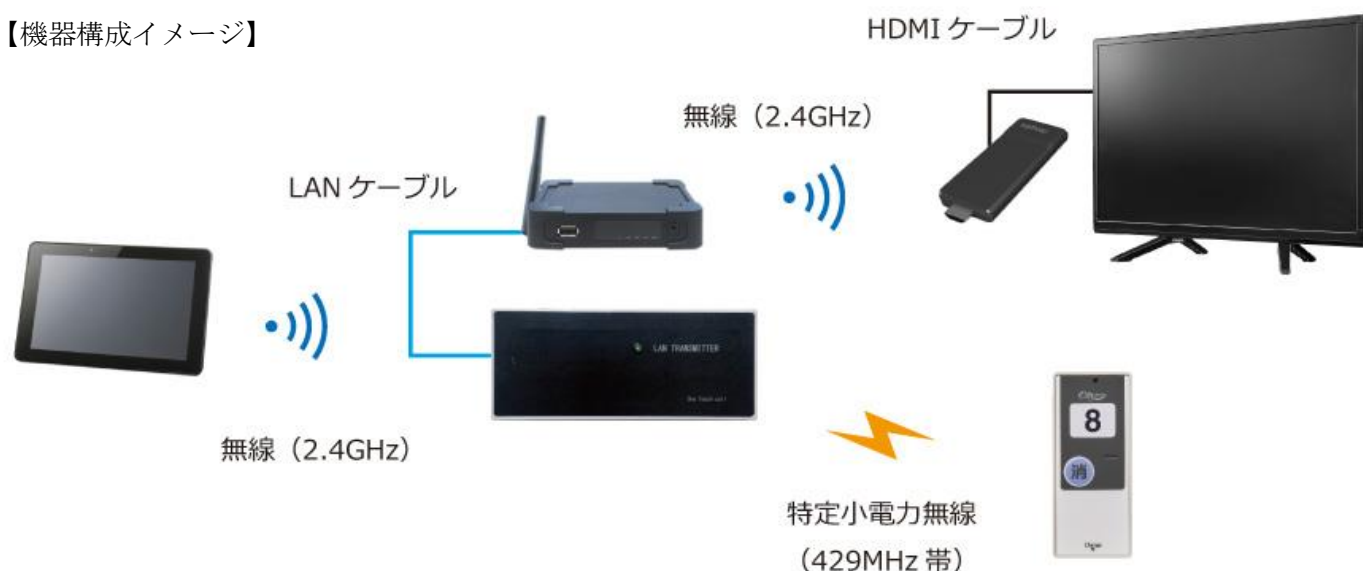 【機器構成イメージ】
HDMI ケーブル
無線（2.4GHz）
LAN ケーブル
LAN TRANSMITTER
無線（2.4GHz）
8
消
特定小電力無線
（429MHz 帯）